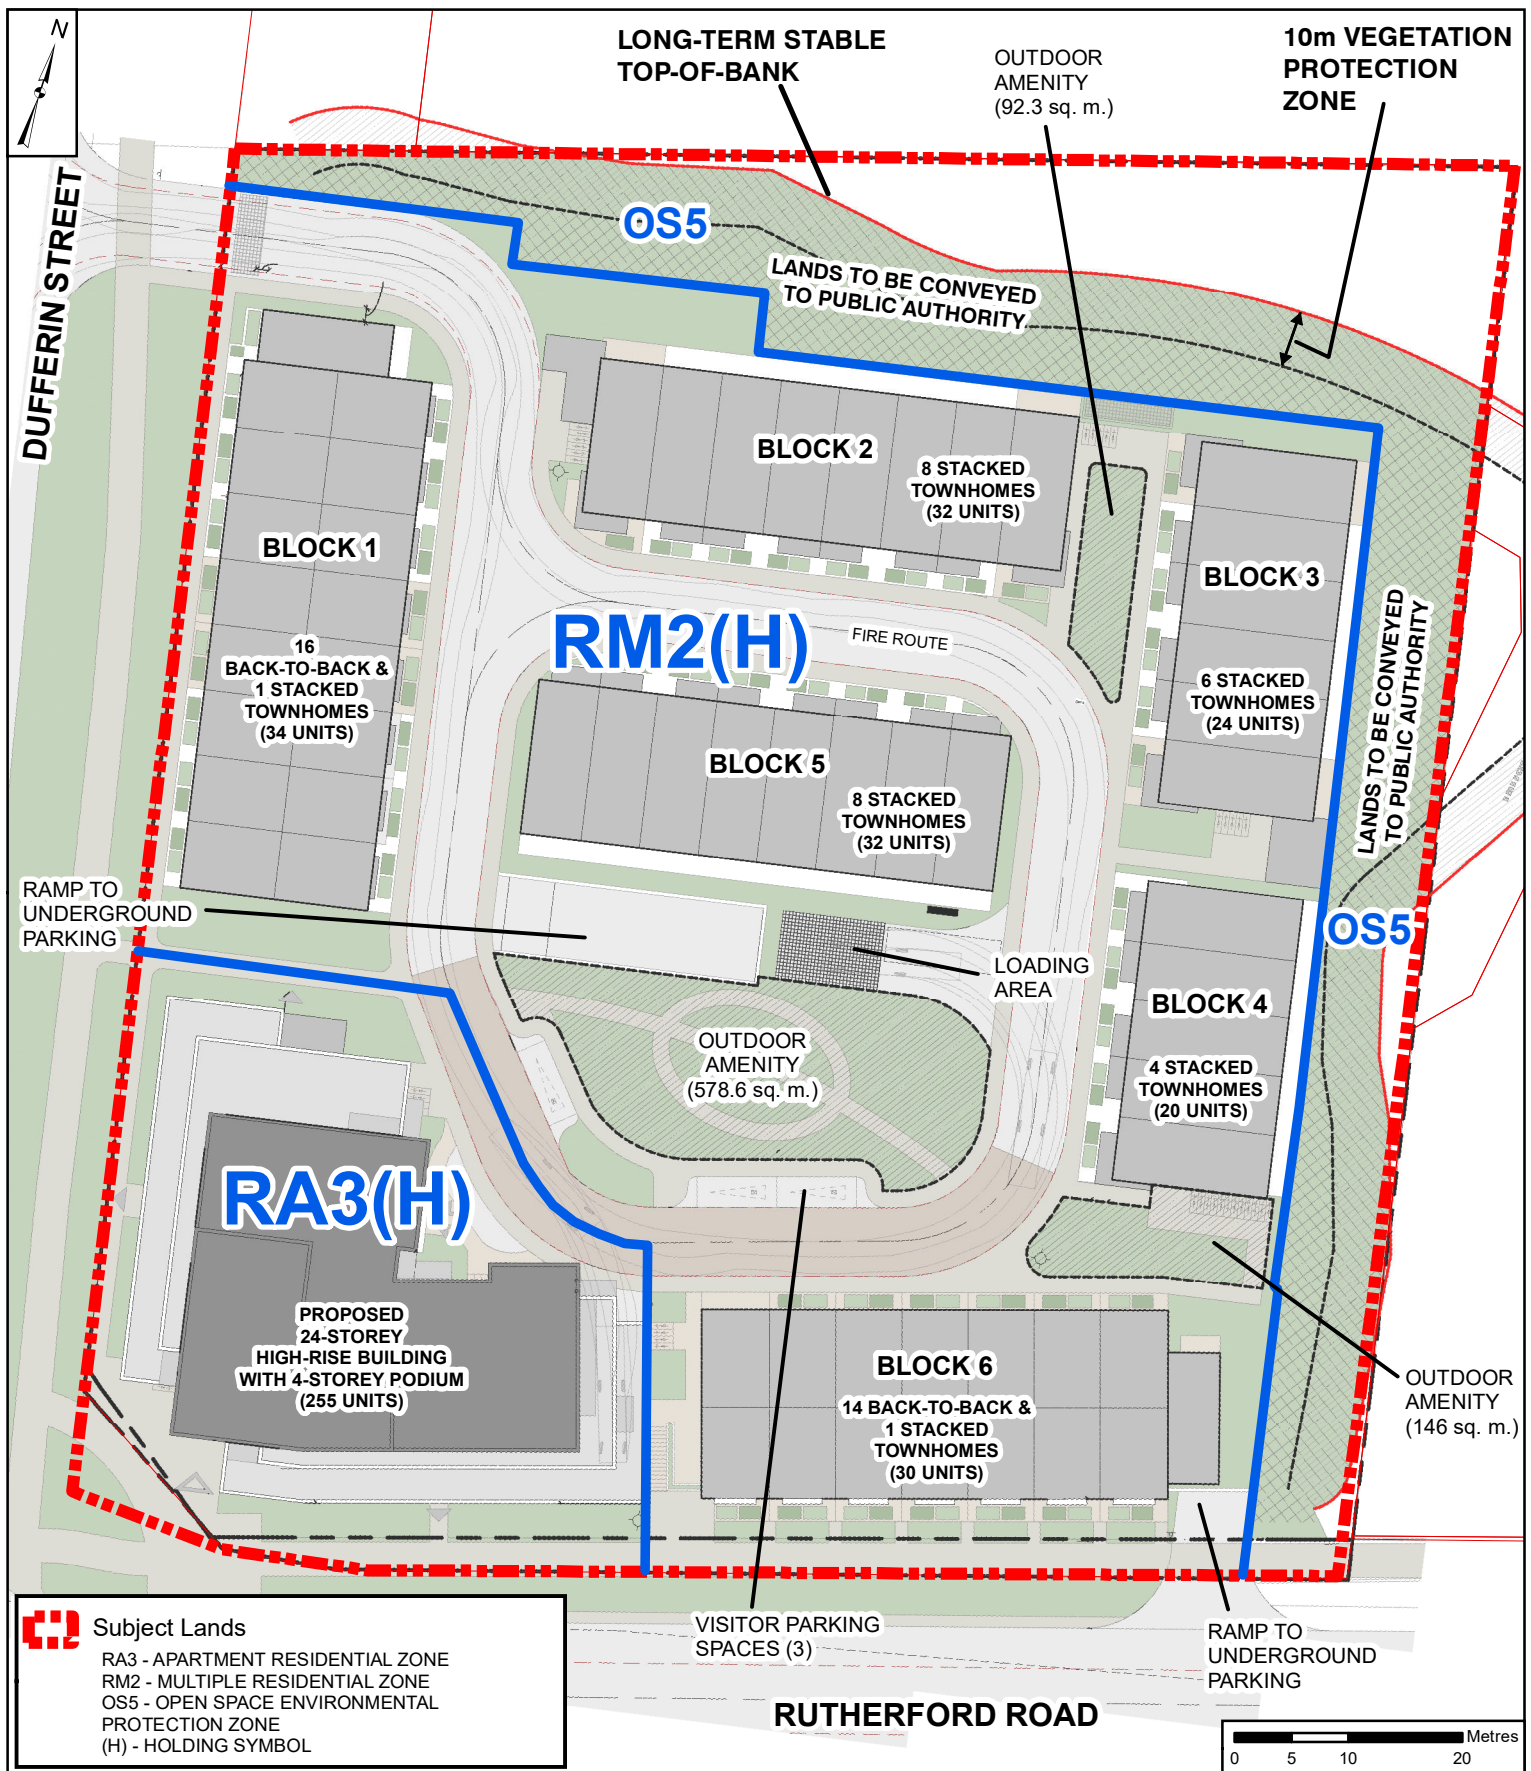 N
LONG-TERM STABLE
TOP-OF-BANK
OUTDOOR
AMENITY
(92.3 sq. m.)
10m VEGETATION
PROTECTION
ZONE
DUFFERIN STREET
OS5
LANDS TO BE CONVEYED
TO PUBLIC AUTHORITY
BLOCK 1
16
BACK-TO-BACK &
1 STACKED
TOWNHOMES
(34 UNITS)
BLOCK 2
8 STACKED
TOWNHOMES
(32 UNITS)
BLOCK 3
6 STACKED
TOWNHOMES
(24 UNITS)
LANDS TO BE CONVEYED
TO PUBLIC AUTHORITY
RM2(H)
FIRE ROUTE
BLOCK 5
8 STACKED
TOWNHOMES
(32 UNITS)
RAMP TO
UNDERGROUND
PARKING
LOADING
AREA
OS5
BLOCK 4
4 STACKED
TOWNHOMES
(20 UNITS)
OUTDOOR
AMENITY
(578.6 sq. m.)
RA3(H)
PROPOSED
24-STOREY
HIGH-RISE BUILDING
WITH 4-STOREY PODIUM
(255 UNITS)
BLOCK 6
14 BACK-TO-BACK &
1 STACKED
TOWNHOMES
(30 UNITS)
OUTDOOR
AMENITY
(146 sq. m.)
VISITOR PARKING
SPACES (3)
RAMP TO
UNDERGROUND
PARKING
RUTHERFORD ROAD
Subject Lands
RA3 - APARTMENT RESIDENTIAL ZONE
RM2 - MULTIPLE RESIDENTIAL ZONE
OS5 - OPEN SPACE ENVIRONMENTAL
PROTECTION ZONE
(H) - HOLDING SYMBOL
Metres
0 5 10 20